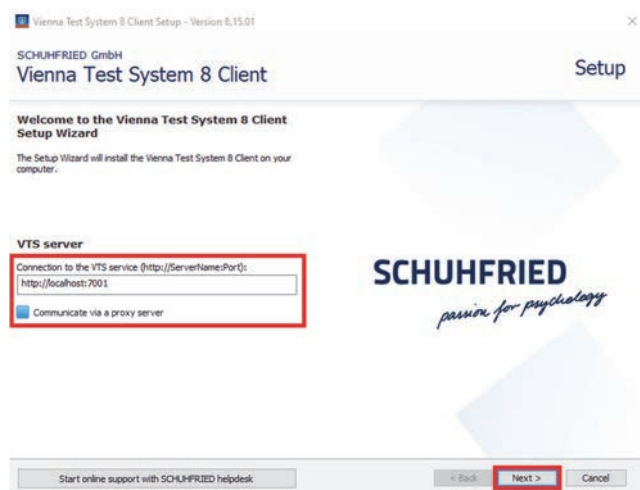 Vienna Test System 8 Client Setup - Version 8.15.01
SCHUHFRIED GmbH
Vienna Test System 8 Client
Setup
Welcome to the Vienna Test System 8 Client
Setup Wizard
The Setup Wizard will install the Vienna Test System 8 Client on your
computer.
VTS server
Connection to the VTS service (http://ServerName:Port):
http://localhost:7001
Communicate via a proxy server
SCHUHFRIED
passion for psychology
Start online support with SCHUHFRIED helpdesk
< Back
Next >
Cancel